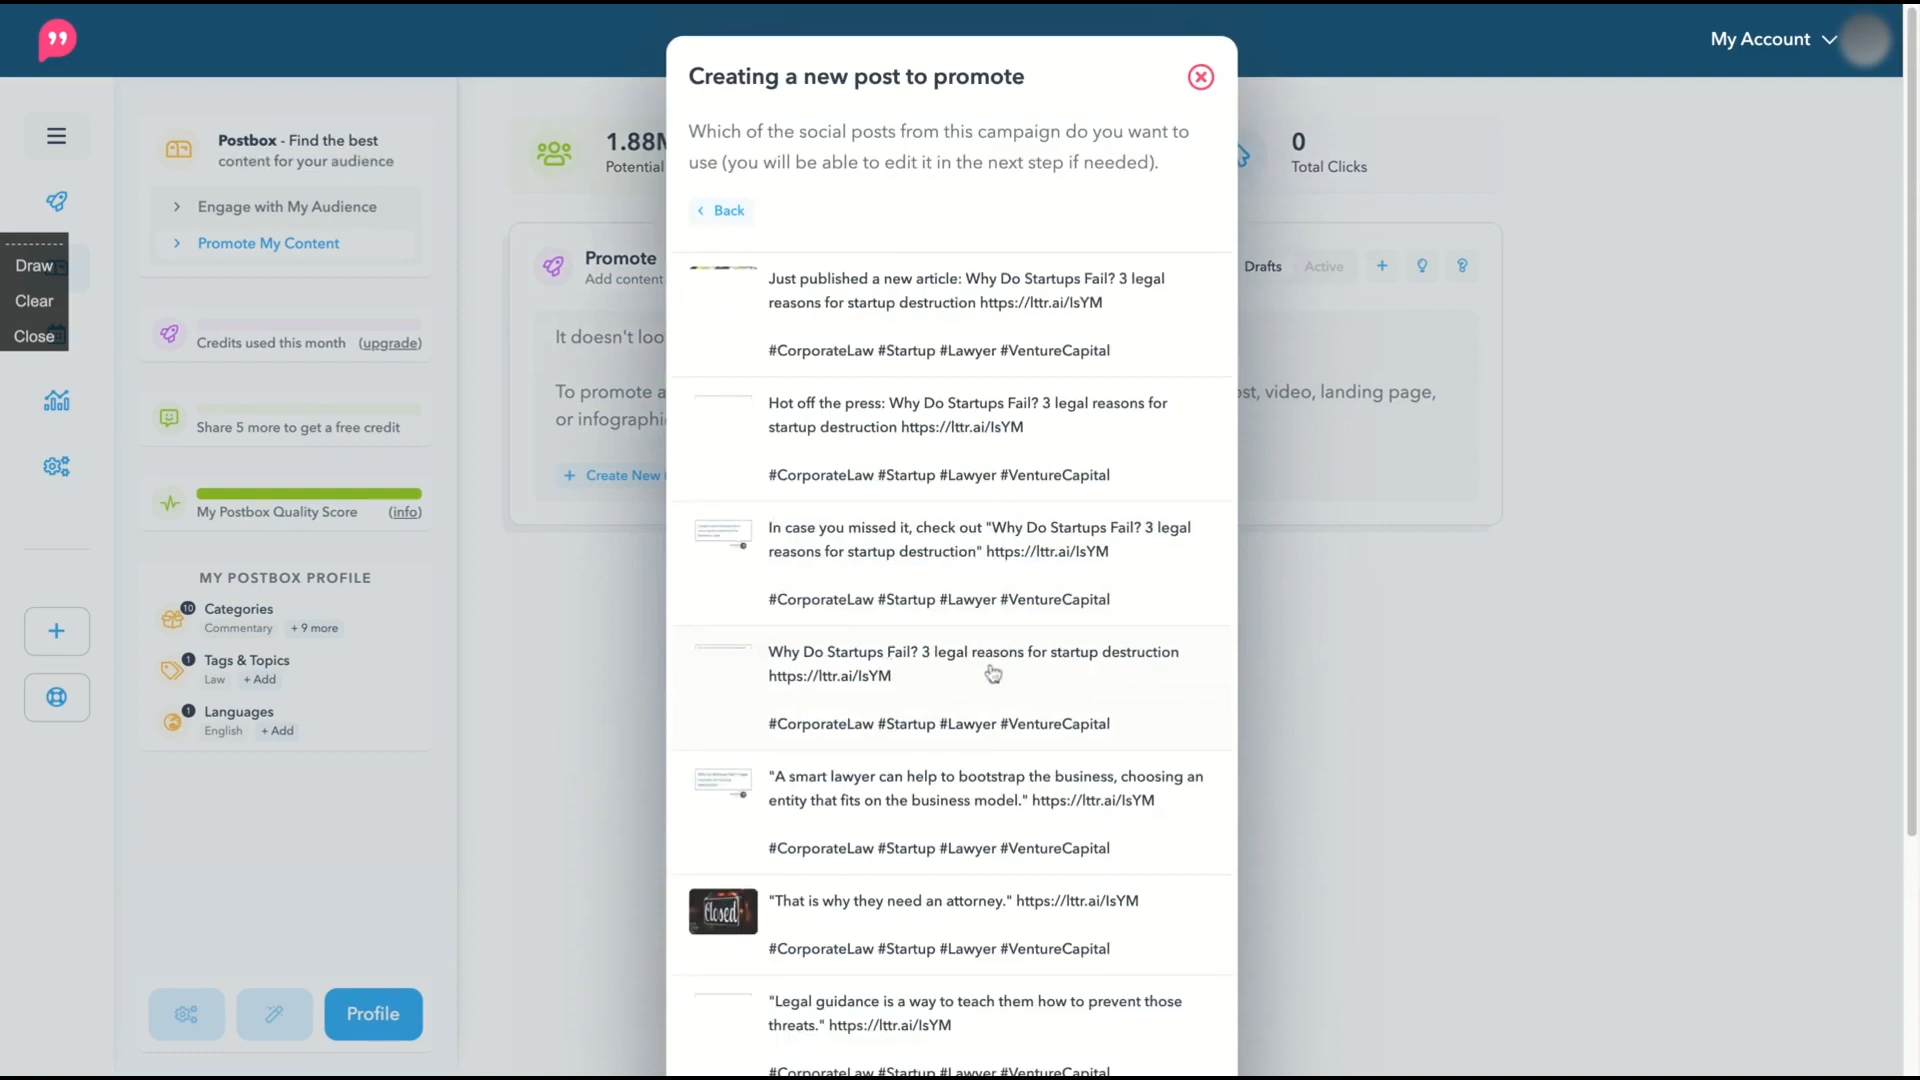 My Account
Creating a new post to promote
Which of the social posts from this campaign do you want to
use (you will be able to edit it in the next step if needed).
Back
Postbox - Find the best
content for your audience
Engage with My Audience
Promote My Content
Draw
Clear
Close
Credits used this month (upgrade)
Share 5 more to get a free credit
My Postbox Quality Score (info)
MY POSTBOX PROFILE
10
Categories
Commentary + 9 more
1
Tags & Topics
Law + Add
1
Languages
English + Add
Profile
1.88M
Potential
0
Total Clicks
Promote
Add content
Drafts Active
It doesn't loo
To promote a
st, video, landing page,
or infographi
+ Create New
Just published a new article: Why Do Startups Fail? 3 legal
reasons for startup destruction https://lttr.ai/IsYM
#CorporateLaw #Startup #Lawyer #VentureCapital
Hot off the press: Why Do Startups Fail? 3 legal reasons for
startup destruction https://lttr.ai/IsYM
#CorporateLaw #Startup #Lawyer #VentureCapital
In case you missed it, check out "Why Do Startups Fail? 3 legal
reasons for startup destruction" https://lttr.ai/IsYM
#CorporateLaw #Startup #Lawyer #VentureCapital
Why Do Startups Fail? 3 legal reasons for startup destruction
https://lttr.ai/IsYM
#CorporateLaw #Startup #Lawyer #VentureCapital
"A smart lawyer can help to bootstrap the business, choosing an
entity that fits on the business model." https://lttr.ai/IsYM
#CorporateLaw #Startup #Lawyer #VentureCapital
Closed
"That is why they need an attorney." https://lttr.ai/IsYM
#CorporateLaw #Startup #Lawyer #VentureCapital
"Legal guidance is a way to teach them how to prevent those
threats." https://lttr.ai/IsYM
#CorporateLaw #Startup #Lawyer #VentureCapital